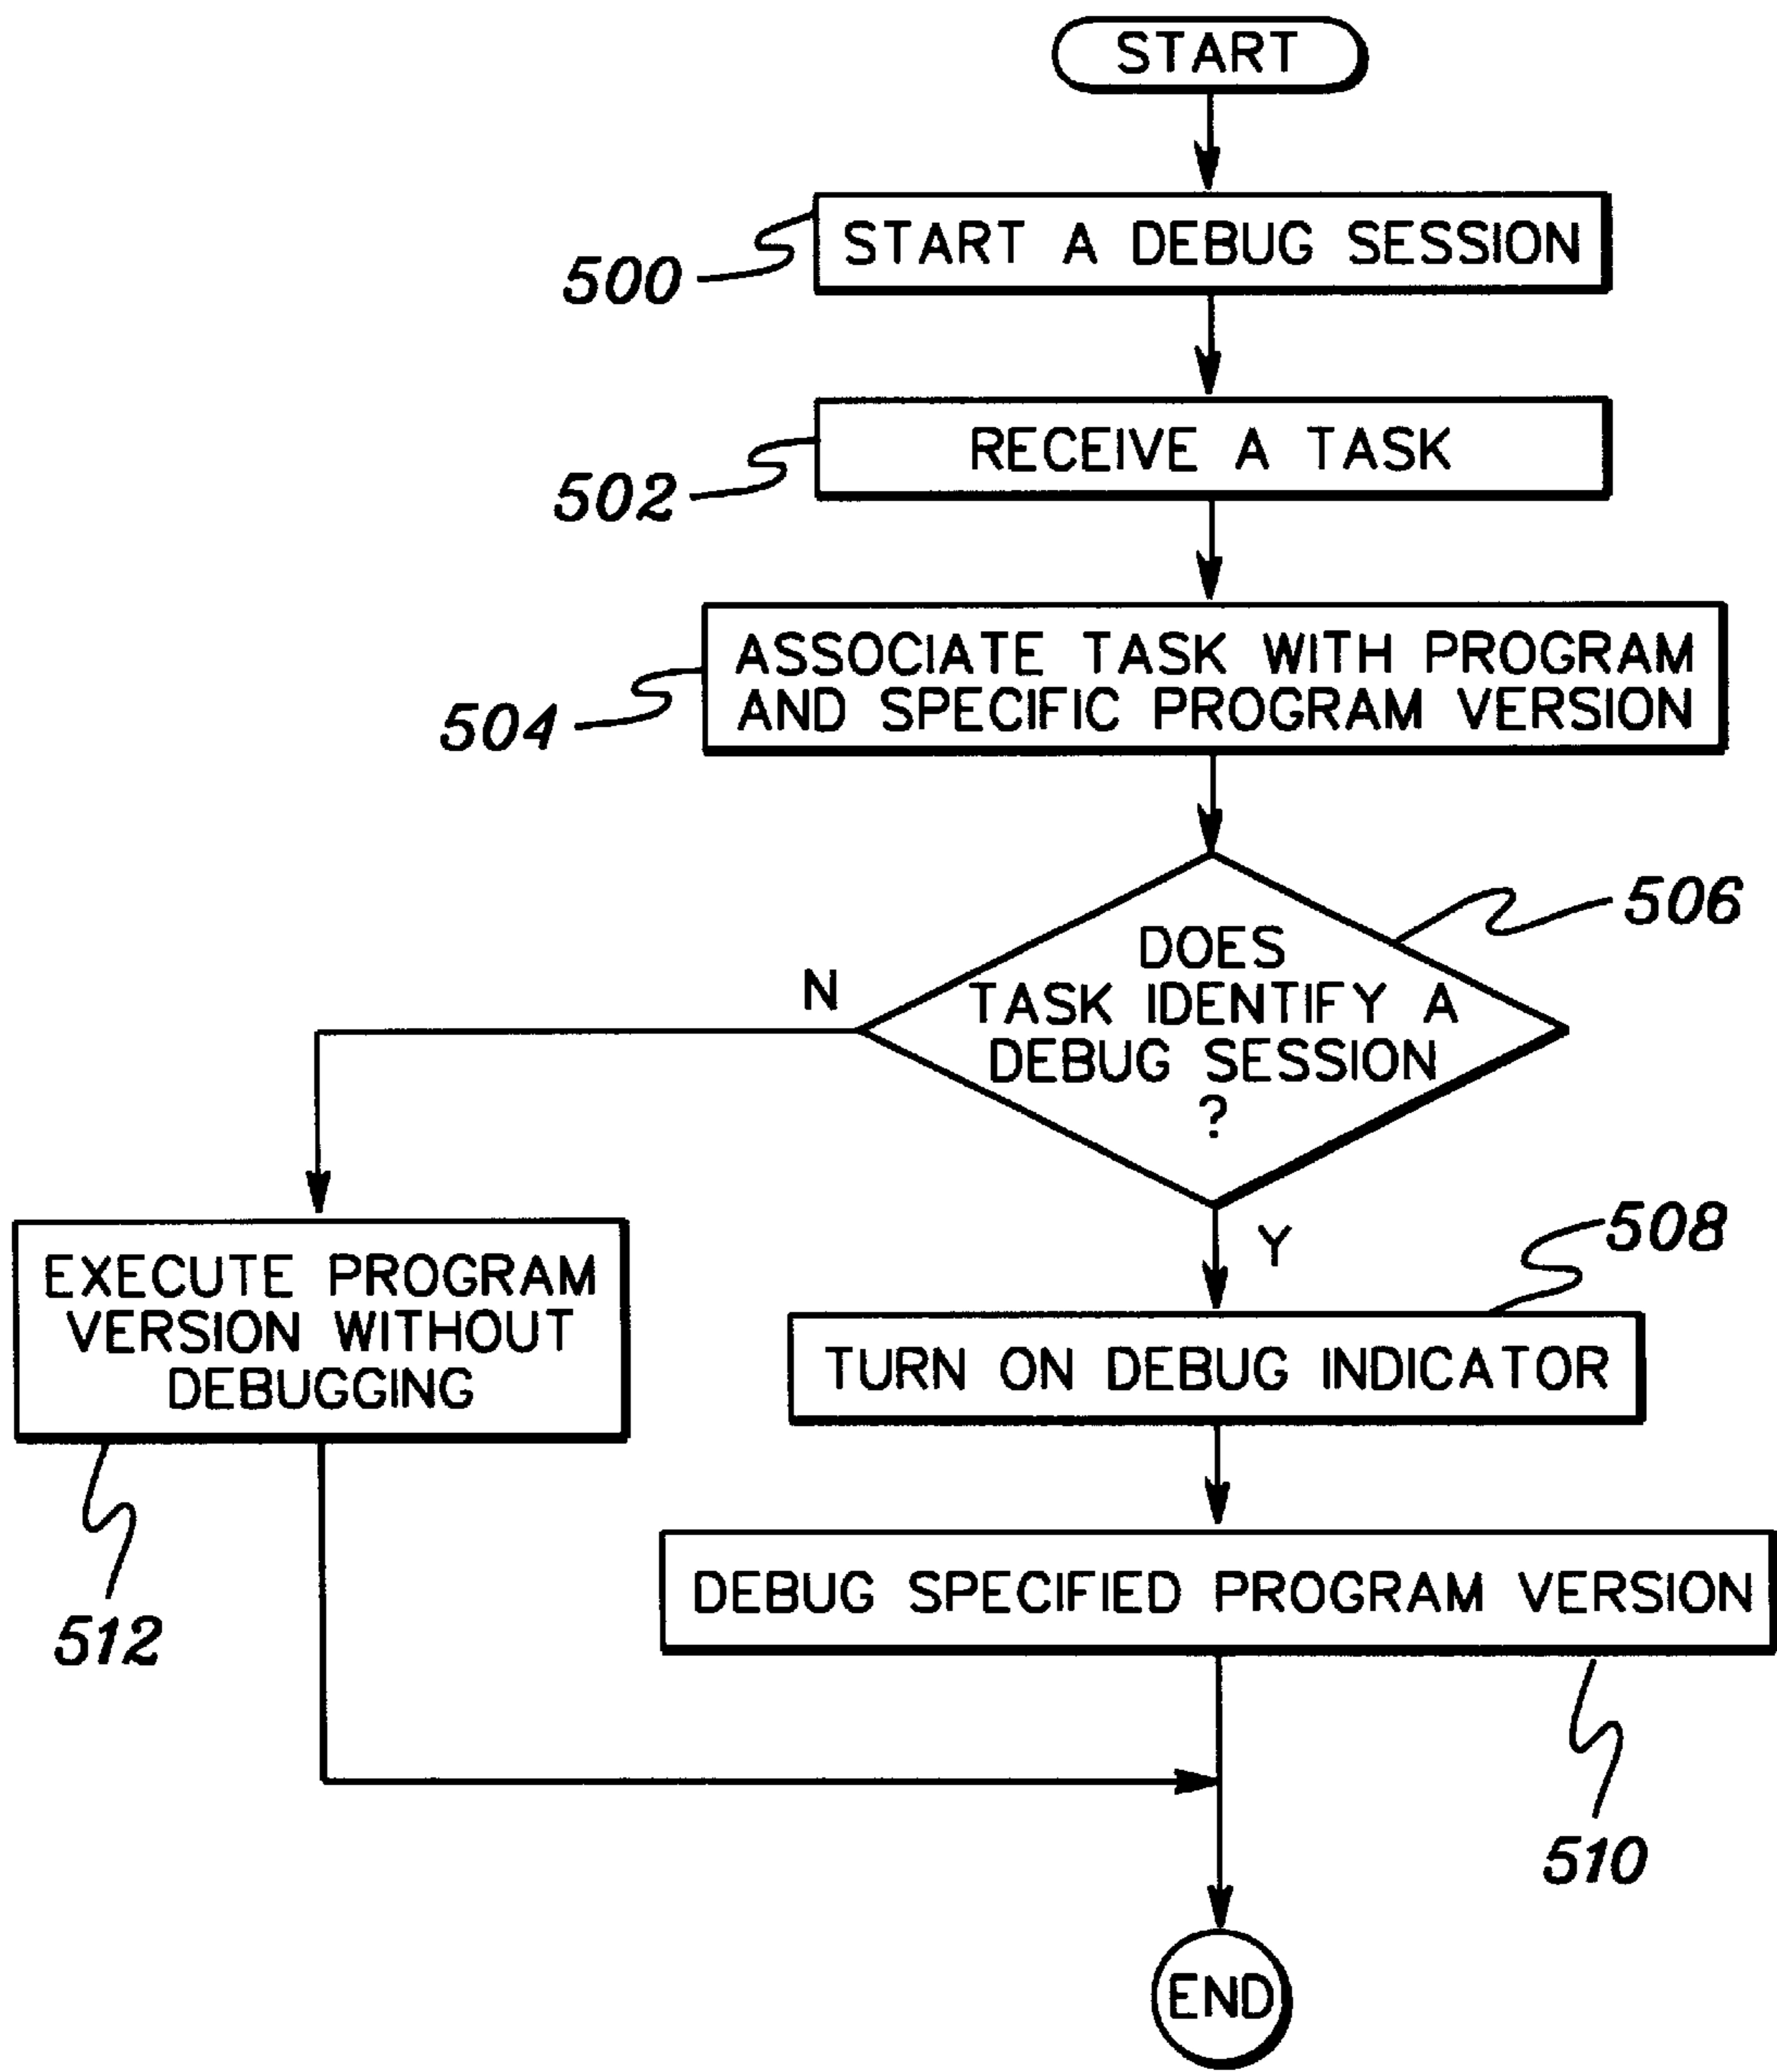 START
START A DEBUG SESSION
500
RECEIVE A TASK
502
ASSOCIATE TASK WITH PROGRAM
AND SPECIFIC PROGRAM VERSION
504
506
DOES
TASK IDENTIFY A
DEBUG SESSION
?
N
Y
508
EXECUTE PROGRAM
VERSION WITHOUT
DEBUGGING
TURN ON DEBUG INDICATOR
512
DEBUG SPECIFIED PROGRAM VERSION
510
END